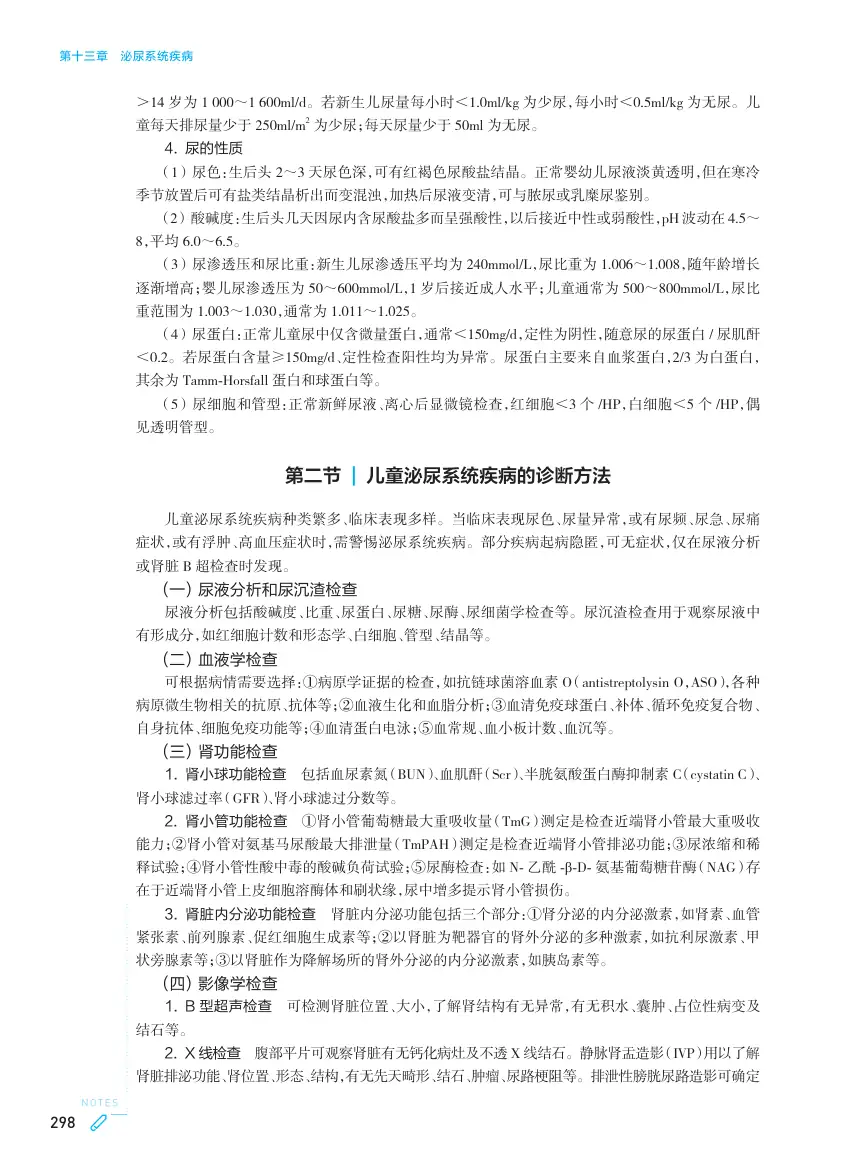 第十三章 泌尿系统疾病
＞14 岁为 1 000～1 600ml/d。若新生儿尿量每小时＜1.0ml/kg 为少尿,每小时＜0.5ml/kg 为无尿。儿
童每天排尿量少于 250ml/m² 为少尿;每天尿量少于 50ml 为无尿。
4. 尿的性质
（1）尿色:生后头 2～3 天尿色深,可有红褐色尿酸盐结晶。正常婴幼儿尿液淡黄透明,但在寒冷
季节放置后可有盐类结晶析出而变混浊,加热后尿液变清,可与脓尿或乳糜尿鉴别。
（2）酸碱度:生后头几天因尿内含尿酸盐多而呈强酸性,以后接近中性或弱酸性,pH 波动在 4.5～
8,平均 6.0～6.5。
（3）尿渗透压和尿比重:新生儿尿渗透压平均为 240mmol/L,尿比重为 1.006～1.008,随年龄增长
逐渐增高;婴儿尿渗透压为 50～600mmol/L,1 岁后接近成人水平;儿童通常为 500～800mmol/L,尿比
重范围为 1.003～1.030,通常为 1.011～1.025。
（4）尿蛋白:正常儿童尿中仅含微量蛋白,通常＜150mg/d,定性为阴性,随意尿的尿蛋白 / 尿肌酐
＜0.2。若尿蛋白含量≥150mg/d、定性检查阳性均为异常。尿蛋白主要来自血浆蛋白,2/3 为白蛋白,
其余为 Tamm-Horsfall 蛋白和球蛋白等。
（5）尿细胞和管型:正常新鲜尿液、离心后显微镜检查,红细胞＜3 个 /HP,白细胞＜5 个 /HP,偶
见透明管型。
第二节 | 儿童泌尿系统疾病的诊断方法
儿童泌尿系统疾病种类繁多、临床表现多样。当临床表现尿色、尿量异常,或有尿频、尿急、尿痛
症状,或有浮肿、高血压症状时,需警惕泌尿系统疾病。部分疾病起病隐匿,可无症状,仅在尿液分析
或肾脏 B 超检查时发现。
（一）尿液分析和尿沉渣检查
尿液分析包括酸碱度、比重、尿蛋白、尿糖、尿酶、尿细菌学检查等。尿沉渣检查用于观察尿液中
有形成分,如红细胞计数和形态学、白细胞、管型、结晶等。
（二）血液学检查
可根据病情需要选择:①病原学证据的检查,如抗链球菌溶血素 O（antistreptolysin O,ASO）,各种
病原微生物相关的抗原、抗体等;②血液生化和血脂分析;③血清免疫球蛋白、补体、循环免疫复合物、
自身抗体、细胞免疫功能等;④血清蛋白电泳;⑤血常规、血小板计数、血沉等。
（三）肾功能检查
1. 肾小球功能检查 包括血尿素氮（BUN）、血肌酐（Scr）、半胱氨酸蛋白酶抑制素 C（cystatin C）、
肾小球滤过率（GFR）、肾小球滤过分数等。
2. 肾小管功能检查 ①肾小管葡萄糖最大重吸收量（TmG）测定是检查近端肾小管最大重吸收
能力;②肾小管对氨基马尿酸最大排泄量（TmPAH）测定是检查近端肾小管排泌功能;③尿浓缩和稀
释试验;④肾小管性酸中毒的酸碱负荷试验;⑤尿酶检查:如 N- 乙酰 -β-D- 氨基葡萄糖苷酶（NAG）存
在于近端肾小管上皮细胞溶酶体和刷状缘,尿中增多提示肾小管损伤。
3. 肾脏内分泌功能检查 肾脏内分泌功能包括三个部分:①肾分泌的内分泌激素,如肾素、血管
紧张素、前列腺素、促红细胞生成素等;②以肾脏为靶器官的肾外分泌的多种激素,如抗利尿激素、甲
状旁腺素等;③以肾脏作为降解场所的肾外分泌的内分泌激素,如胰岛素等。
（四）影像学检查
1. B 型超声检查 可检测肾脏位置、大小,了解肾结构有无异常,有无积水、囊肿、占位性病变及
结石等。
2. X 线检查 腹部平片可观察肾脏有无钙化病灶及不透 X 线结石。静脉肾盂造影（IVP）用以了解
肾脏排泌功能、肾位置、形态、结构,有无先天畸形、结石、肿瘤、尿路梗阻等。排泄性膀胱尿路造影可确定
NOTES
298